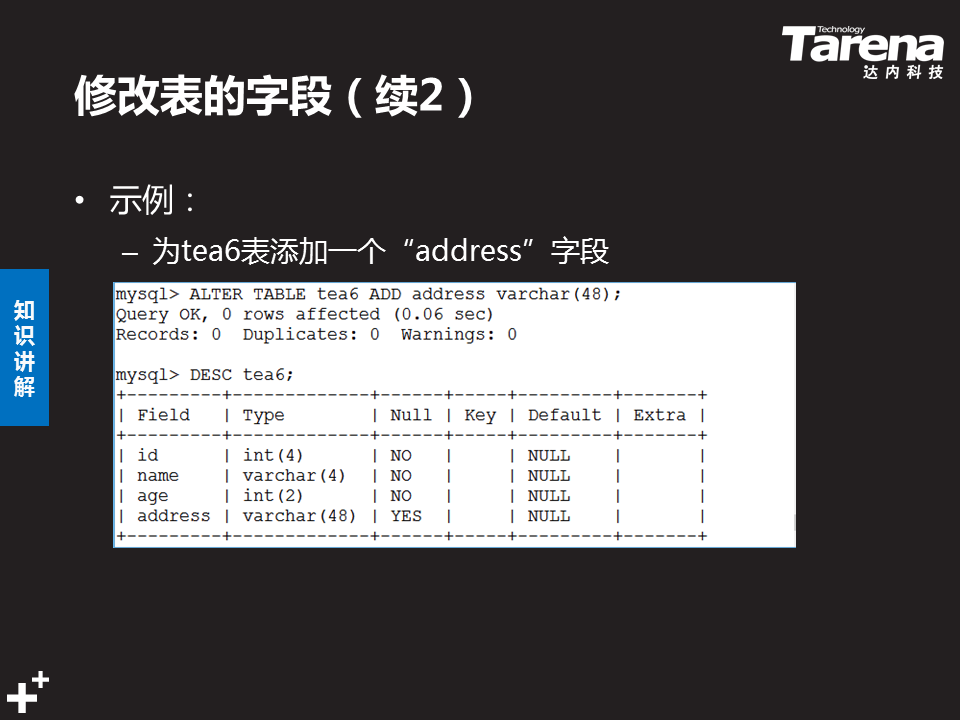 Technology
Tarena
达内科技
修改表的字段（续2）
• 示例：
– 为tea6表添加一个“address”字段
知识讲解
mysql> ALTER TABLE tea6 ADD address varchar(48);
Query OK, 0 rows affected (0.06 sec)
Records: 0  Duplicates: 0  Warnings: 0
mysql> DESC tea6;
+---------+-------------+------+-----+---------+-------+
| Field   | Type        | Null | Key | Default | Extra |
+---------+-------------+------+-----+---------+-------+
| id      | int(4)      | NO   |     | NULL    |       |
| name    | varchar(4)  | NO   |     | NULL    |       |
| age     | int(2)      | NO   |     | NULL    |       |
| address | varchar(48) | YES  |     | NULL    |       |
+---------+-------------+------+-----+---------+-------+